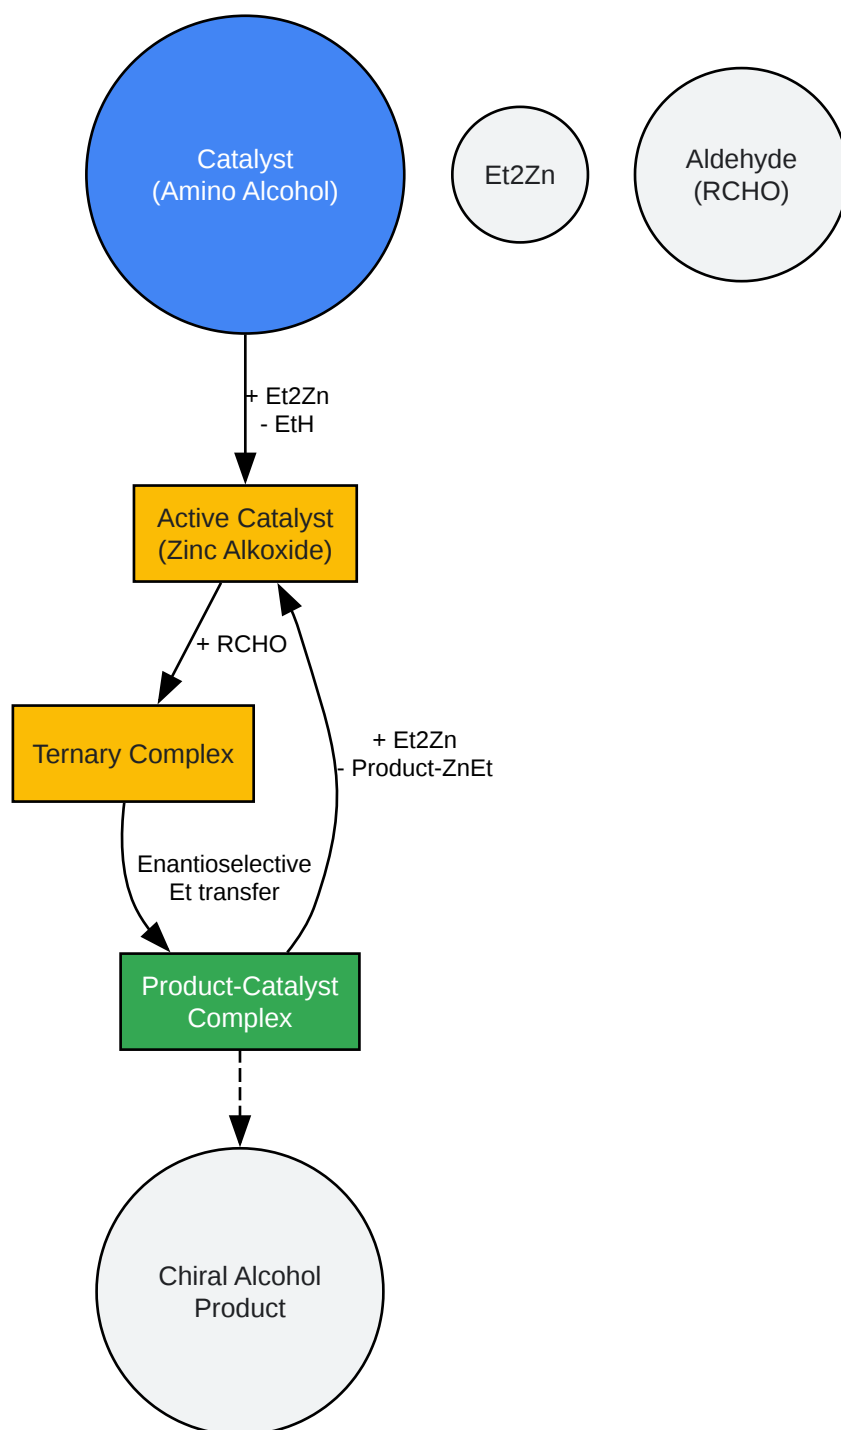 Catalyst
(Amino Alcohol)
Et2Zn
Aldehyde
(RCHO)
+ Et2Zn
- EtH
Active Catalyst
(Zinc Alkoxide)
+ RCHO
Ternary Complex
+ Et2Zn
- Product-ZnEt
Enantioselective
Et transfer
Product-Catalyst
Complex
Chiral Alcohol
Product